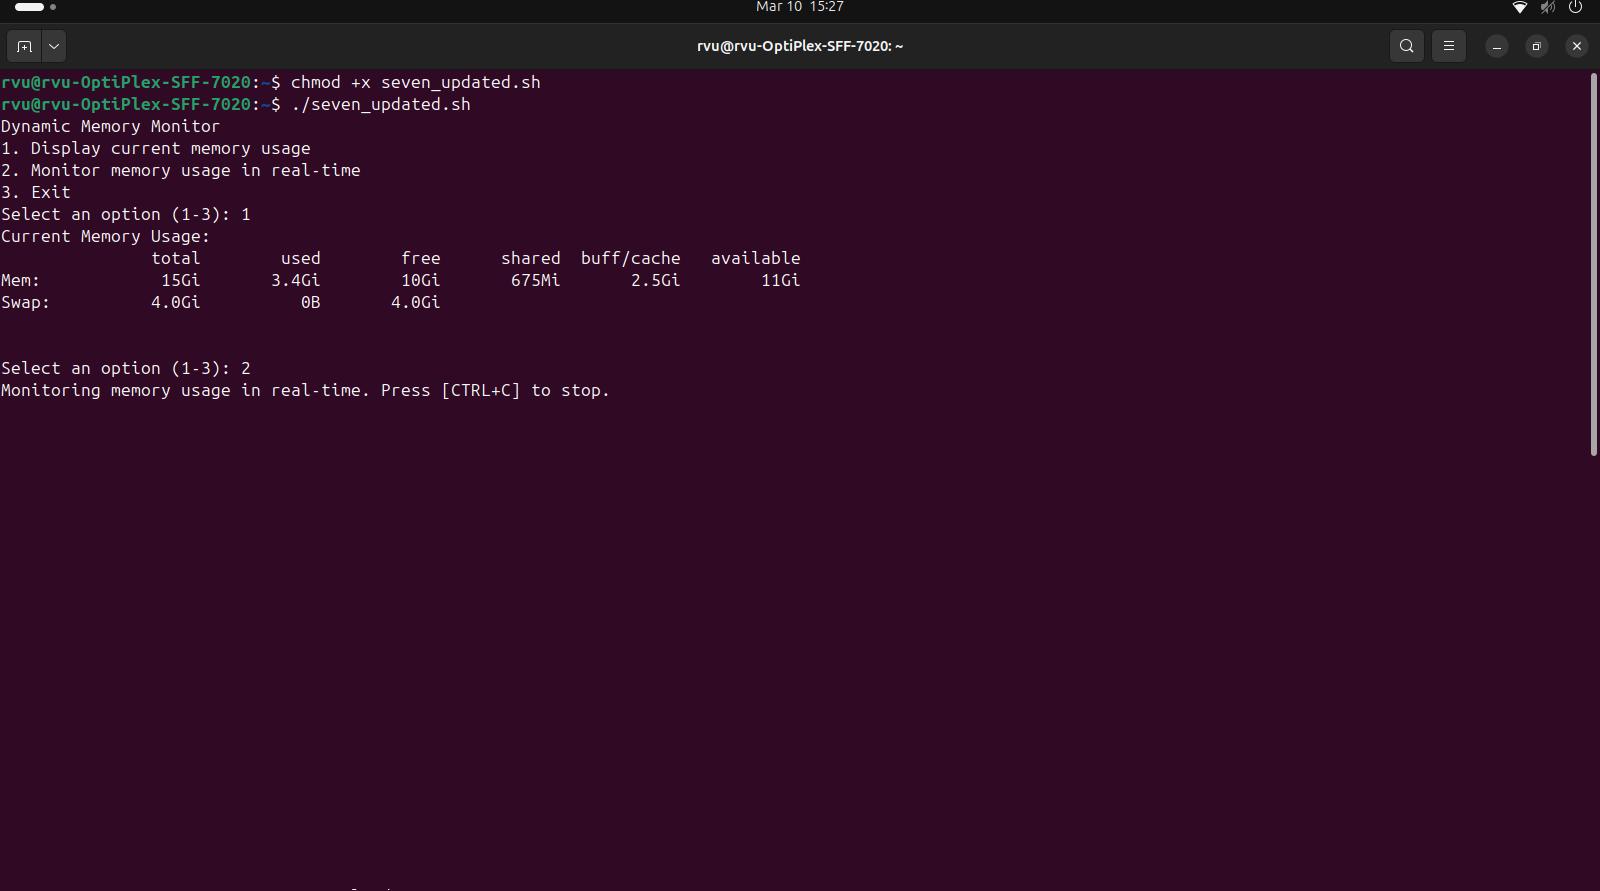 Mar 10 15:27
rvu@rvu-OptiPlex-SFF-7020: ~
rvu@rvu-OptiPlex-SFF-7020:~$ chmod +x seven_updated.sh
rvu@rvu-OptiPlex-SFF-7020:~$ ./seven_updated.sh
Dynamic Memory Monitor
1. Display current memory usage
2. Monitor memory usage in real-time
3. Exit
Select an option (1-3): 1
Current Memory Usage:
               total        used        free      shared  buff/cache   available
Mem:            15Gi       3.4Gi        10Gi       675Mi       2.5Gi        11Gi
Swap:          4.0Gi          0B       4.0Gi
Select an option (1-3): 2
Monitoring memory usage in real-time. Press [CTRL+C] to stop.